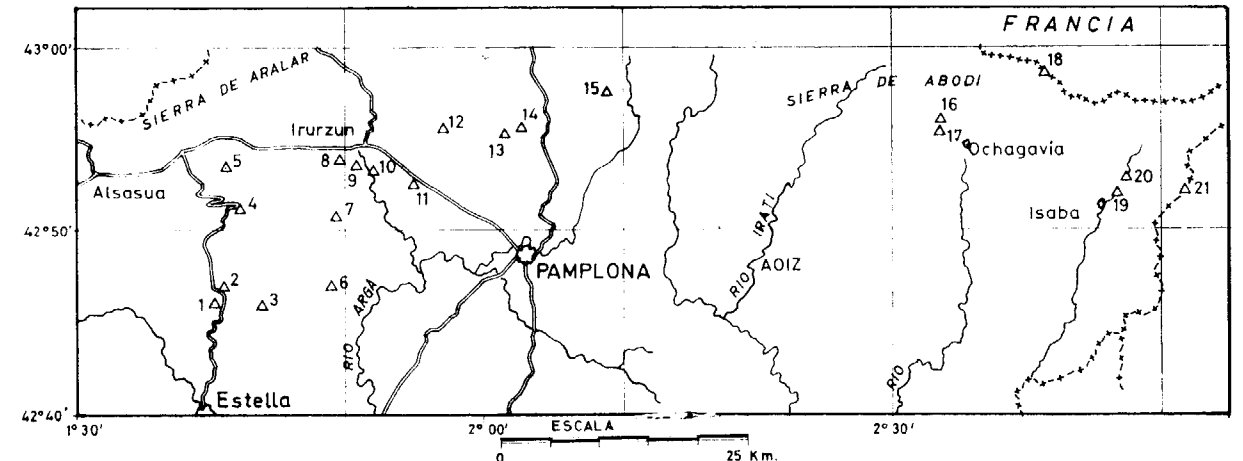 FRANCIA
43°00'
SIERRA DE ARALAR
18
15
SIERRA DE ABODI
16
Irurzun
12
14
13
17
Ochagavia
5
8
9
10
11
Alsasua
4
7
20
19
21
Isaba
42°50'
PAMPLONA
RIO IRATI
AOIZ
2
1
3
6
RIO ARGA
RIO
Estella
42°40'
1°30'
2°00'
2°30'
ESCALA
0
25 Km.